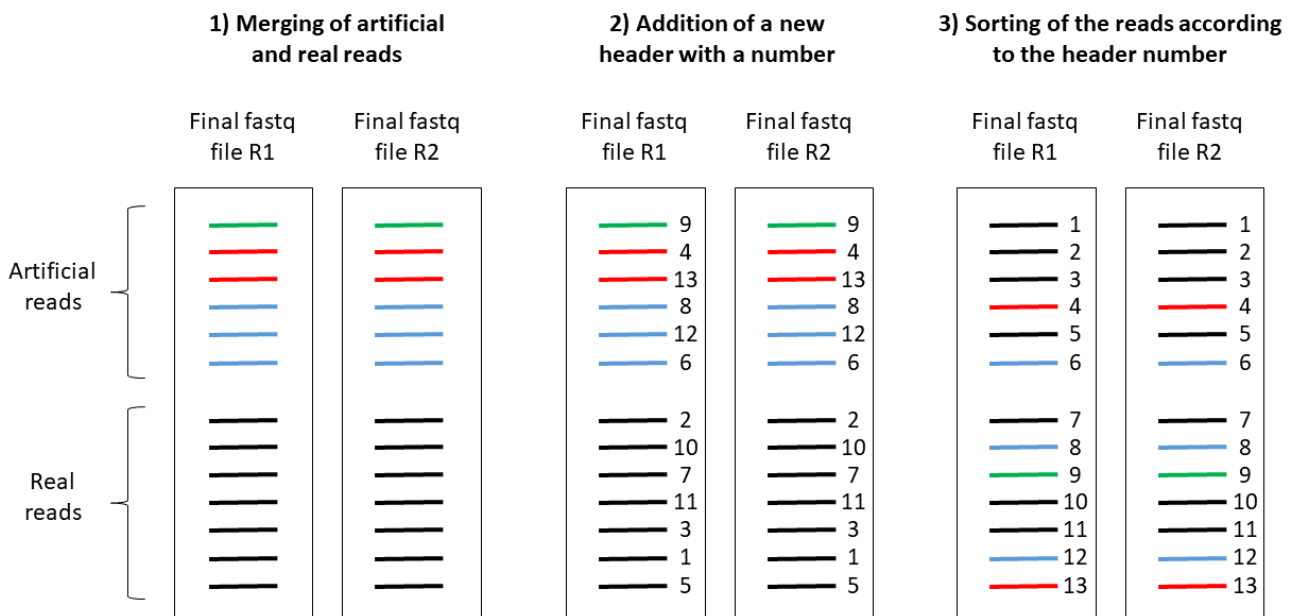 1) Merging of artificial
and real reads
2) Addition of a new
header with a number
3) Sorting of the reads according
to the header number
Final fastq
file R1
Final fastq
file R2
Final fastq
file R1
Final fastq
file R2
Final fastq
file R1
Final fastq
file R2
Artificial
reads
Real
reads
9
4
13
8
12
6
2
10
7
11
3
1
5
9
4
13
8
12
6
2
10
7
11
3
1
5
1
2
3
4
5
6
7
8
9
10
11
12
13
1
2
3
4
5
6
7
8
9
10
11
12
13